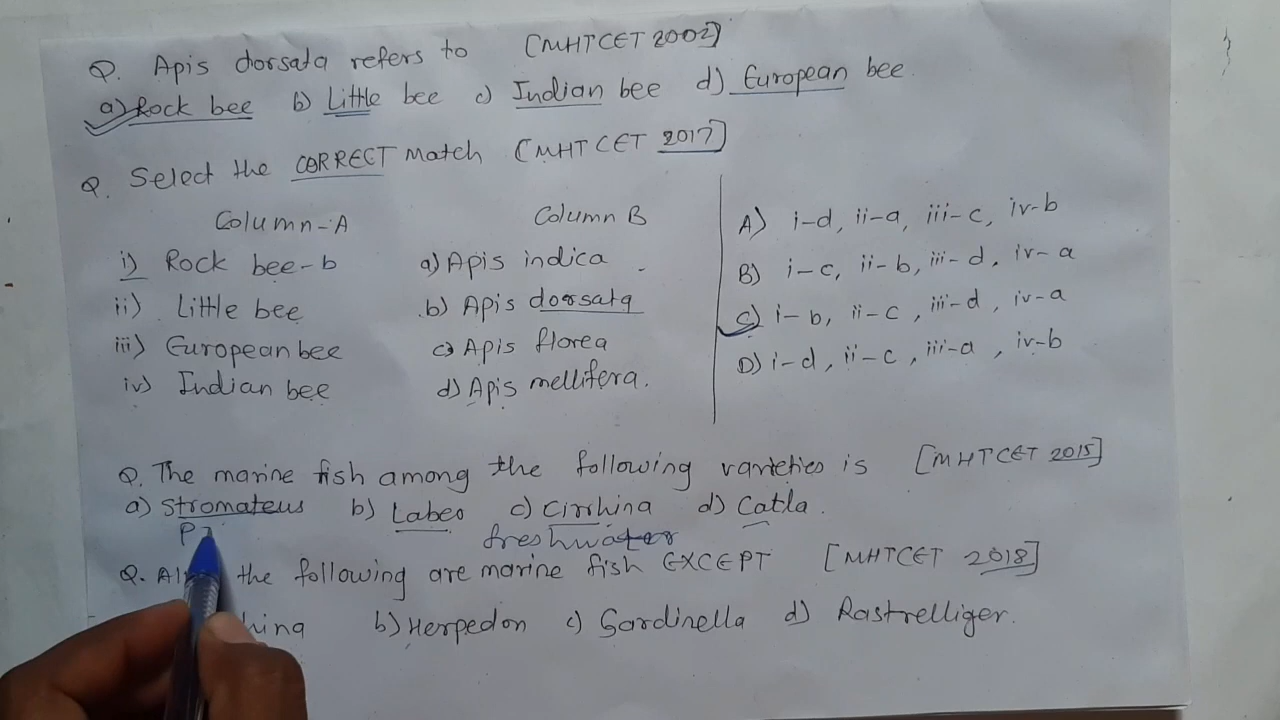 Q. Apis dorsata refers to [MHTCET 2002]
a) Rock bee b) Little bee c) Indian bee d) European bee.
Q. Select the CORRECT match [MHTCET 2017]
Column-A Column B
i) Rock bee-b a) Apis indica
ii) Little bee b) Apis dorsata
iii) European bee c) Apis florea
iv) Indian bee d) Apis mellifera.
A) i-d, ii-a, iii-c, iv-b
B) i-c, ii-b, iii-d, iv-a
C) i-b, ii-c, iii-d, iv-a
D) i-d, ii-c, iii-a, iv-b
Q. The marine fish among the following varieties is [MHTCET 2015]
a) Stromateus b) Labeo c) Cirrhina d) Catla.
freshwater
Q. the following are marine fish EXCEPT [MHTCET 2018]
b) Herpedon c) Sardinella d) Rastrelliger.